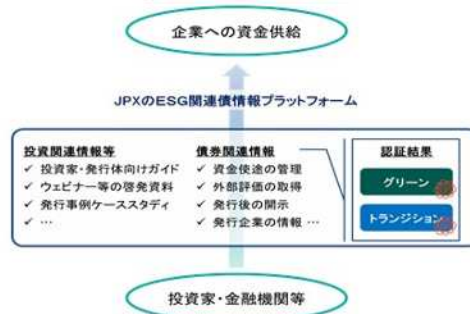 企業への資金供給
JPXのESG関連債情報プラットフォーム
投資関連情報等
✓ 投資家・発行体向けガイド
✓ ウェビナー等の啓発資料
✓ 発行事例ケーススタディ
✓ …
債券関連情報
✓ 資金使途の管理
✓ 外部評価の取得
✓ 発行後の開示
✓ 発行企業の情報 …
認証結果
グリーン
トランジション
投資家・金融機関等